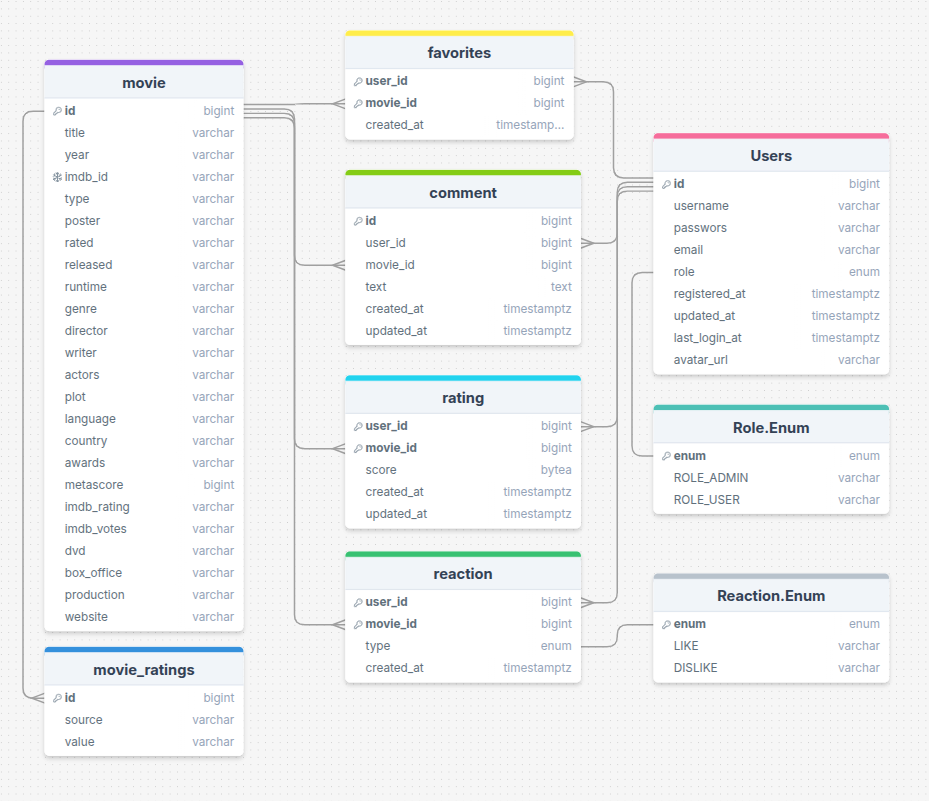 movie
id bigint
title varchar
year varchar
imdb_id varchar
type varchar
poster varchar
rated varchar
released varchar
runtime varchar
genre varchar
director varchar
writer varchar
actors varchar
plot varchar
language varchar
country varchar
awards varchar
metascore bigint
imdb_rating varchar
imdb_votes varchar
dvd varchar
box_office varchar
production varchar
website varchar
movie_ratings
id bigint
source varchar
value varchar
favorites
user_id bigint
movie_id bigint
created_at timestamp...
comment
id bigint
user_id bigint
movie_id bigint
text text
created_at timestamptz
updated_at timestamptz
rating
user_id bigint
movie_id bigint
score bytea
created_at timestamptz
updated_at timestamptz
reaction
user_id bigint
movie_id bigint
type enum
created_at timestamptz
Users
id bigint
username varchar
passwors varchar
email varchar
role enum
registered_at timestamptz
updated_at timestamptz
last_login_at timestamptz
avatar_url varchar
Role.Enum
enum enum
ROLE_ADMIN varchar
ROLE_USER varchar
Reaction.Enum
enum enum
LIKE varchar
DISLIKE varchar